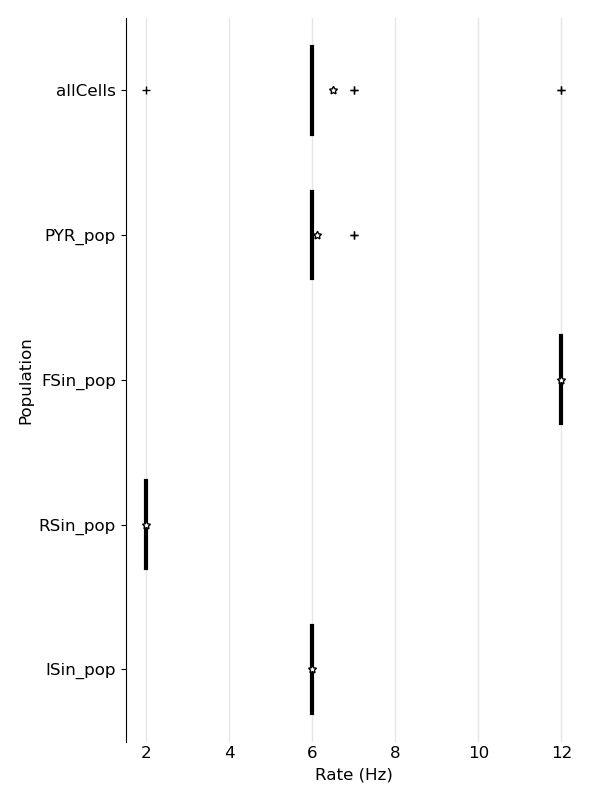 allCells
PYR_pop
FSin_pop
RSin_pop
ISin_pop
Population
2 4 6 8 10 12
Rate (Hz)